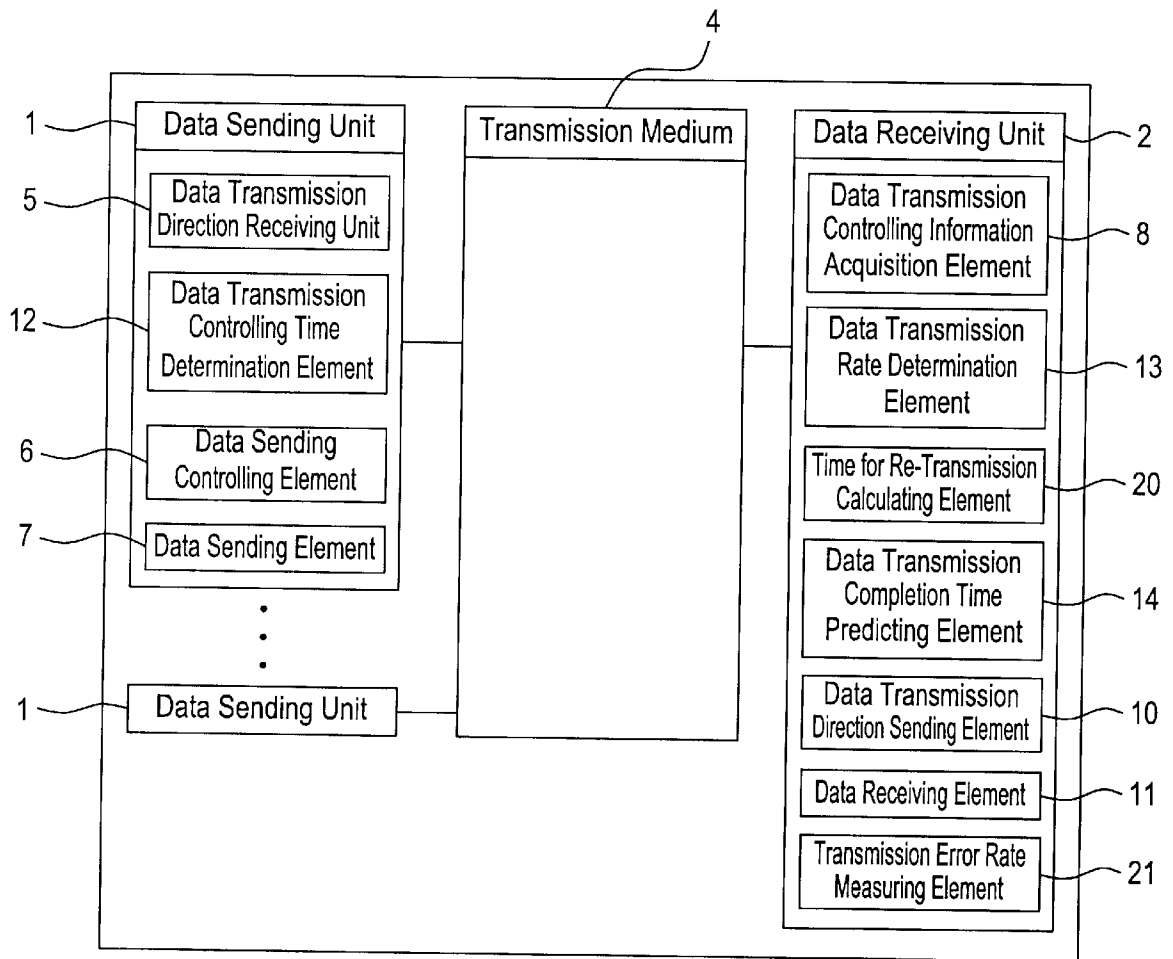 4
1
Data Sending Unit
5
Data Transmission
Direction Receiving Unit
12
Data Transmission
Controlling Time
Determination Element
6
Data Sending
Controlling Element
7
Data Sending Element
1
Data Sending Unit
Transmission Medium
Data Receiving Unit
2
Data Transmission
Controlling Information
Acquisition Element
8
Data Transmission
Rate Determination
Element
13
Time for Re-Transmission
Calculating Element
20
Data Transmission
Completion Time
Predicting Element
14
Data Transmission
Direction Sending Element
10
Data Receiving Element
11
Transmission Error Rate
Measuring Element
21